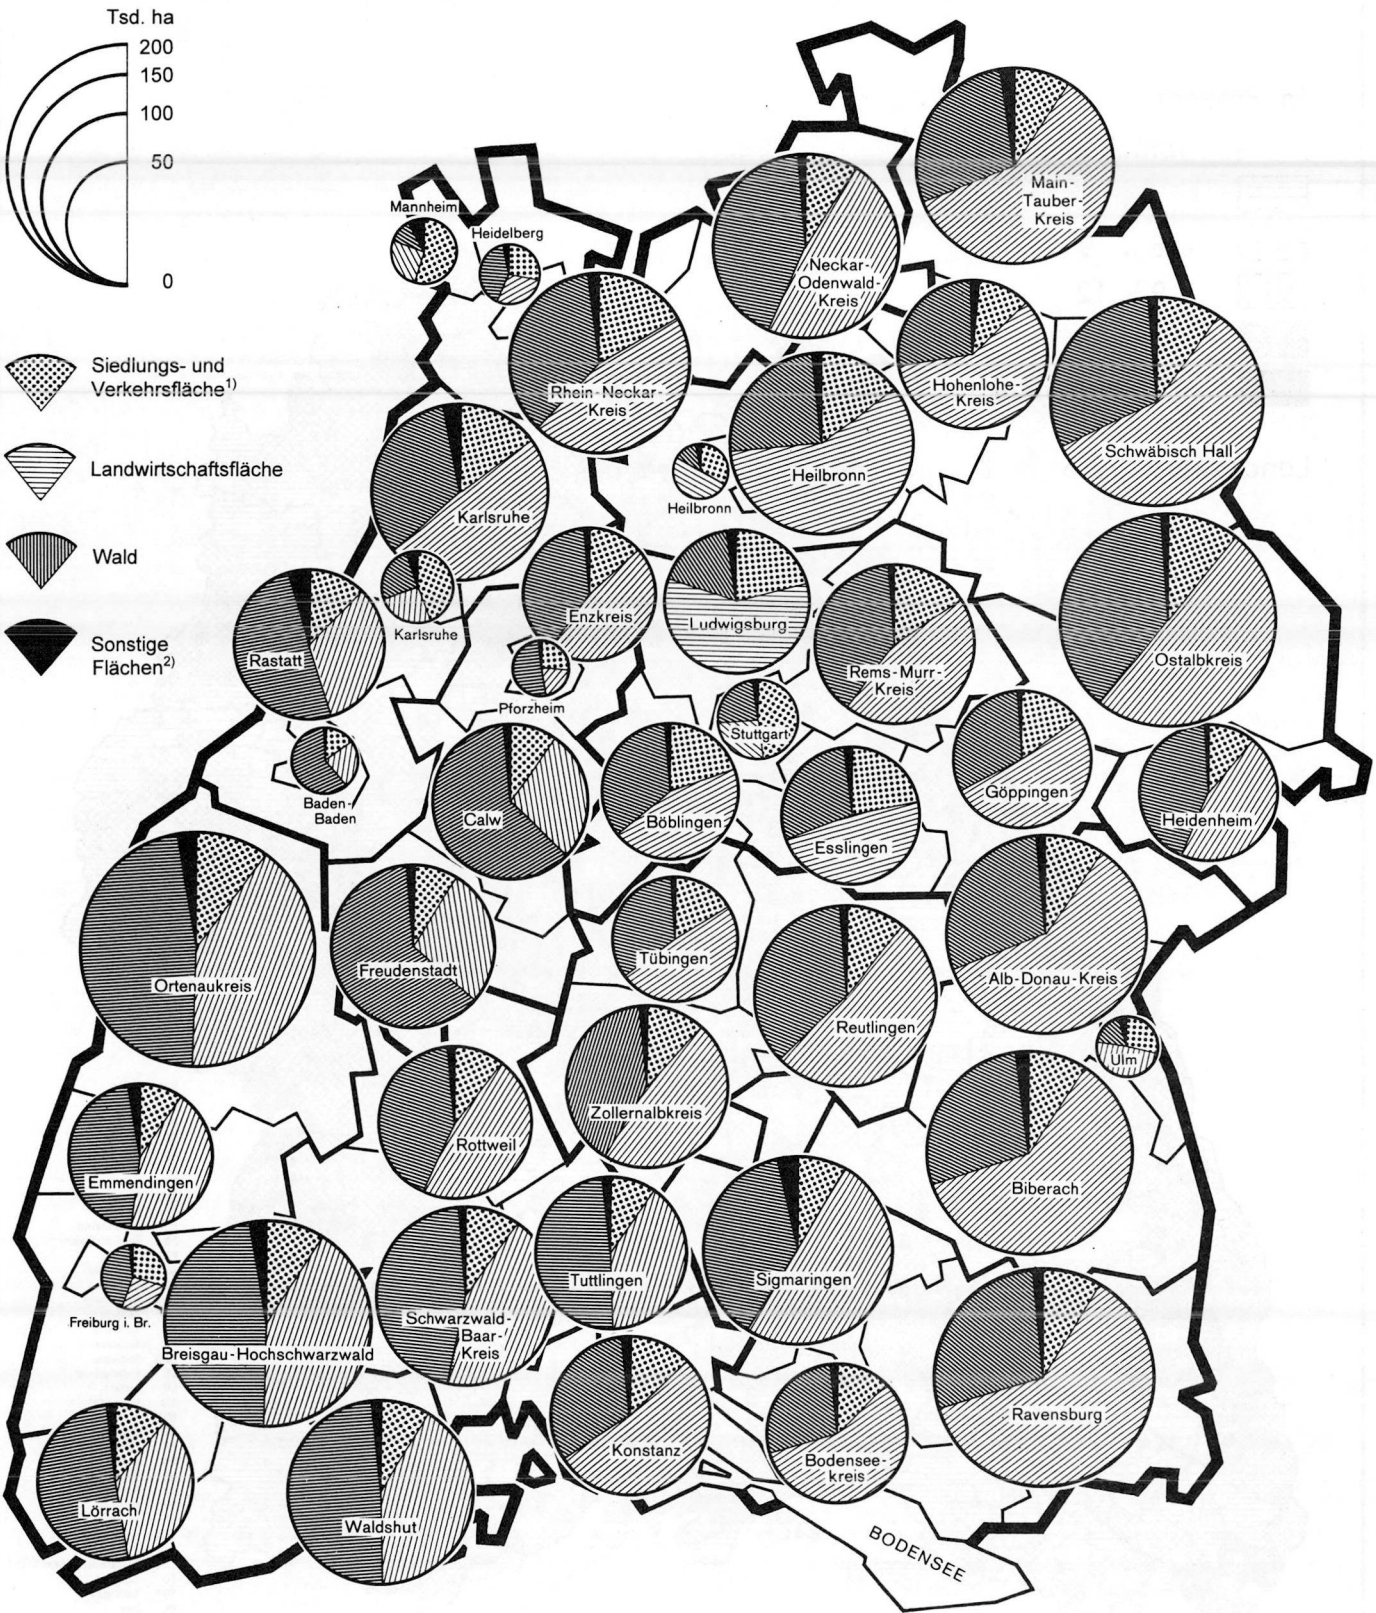 Tsd. ha
200
150
100
50
0
Siedlungs- und
Verkehrsfläche1)
Landwirtschaftsfläche
Wald
Sonstige
Flächen2)
Mannheim
Heidelberg
Main-
Tauber-
Kreis
Neckar-
Odenwald-
Kreis
Rhein-Neckar-
Kreis
Hohenlohe-
Kreis
Schwäbisch Hall
Heilbronn
Heilbronn
Karlsruhe
Karlsruhe
Enzkreis
Ludwigsburg
Rastatt
Rems-Murr-
Kreis
Ostalbkreis
Pforzheim
Stuttgart
Baden-
Baden
Calw
Böblingen
Esslingen
Göppingen
Heidenheim
Ortenaukreis
Freudenstadt
Tübingen
Reutlingen
Alb-Donau-Kreis
Ulm
Zollernalbkreis
Rottweil
Emmendingen
Biberach
Freiburg i. Br.
Breisgau-Hochschwarzwald
Schwarzwald-
Baar-
Kreis
Tuttlingen
Sigmaringen
Ravensburg
Konstanz
Bodensee-
kreis
Lörrach
Waldshut
BODENSEE